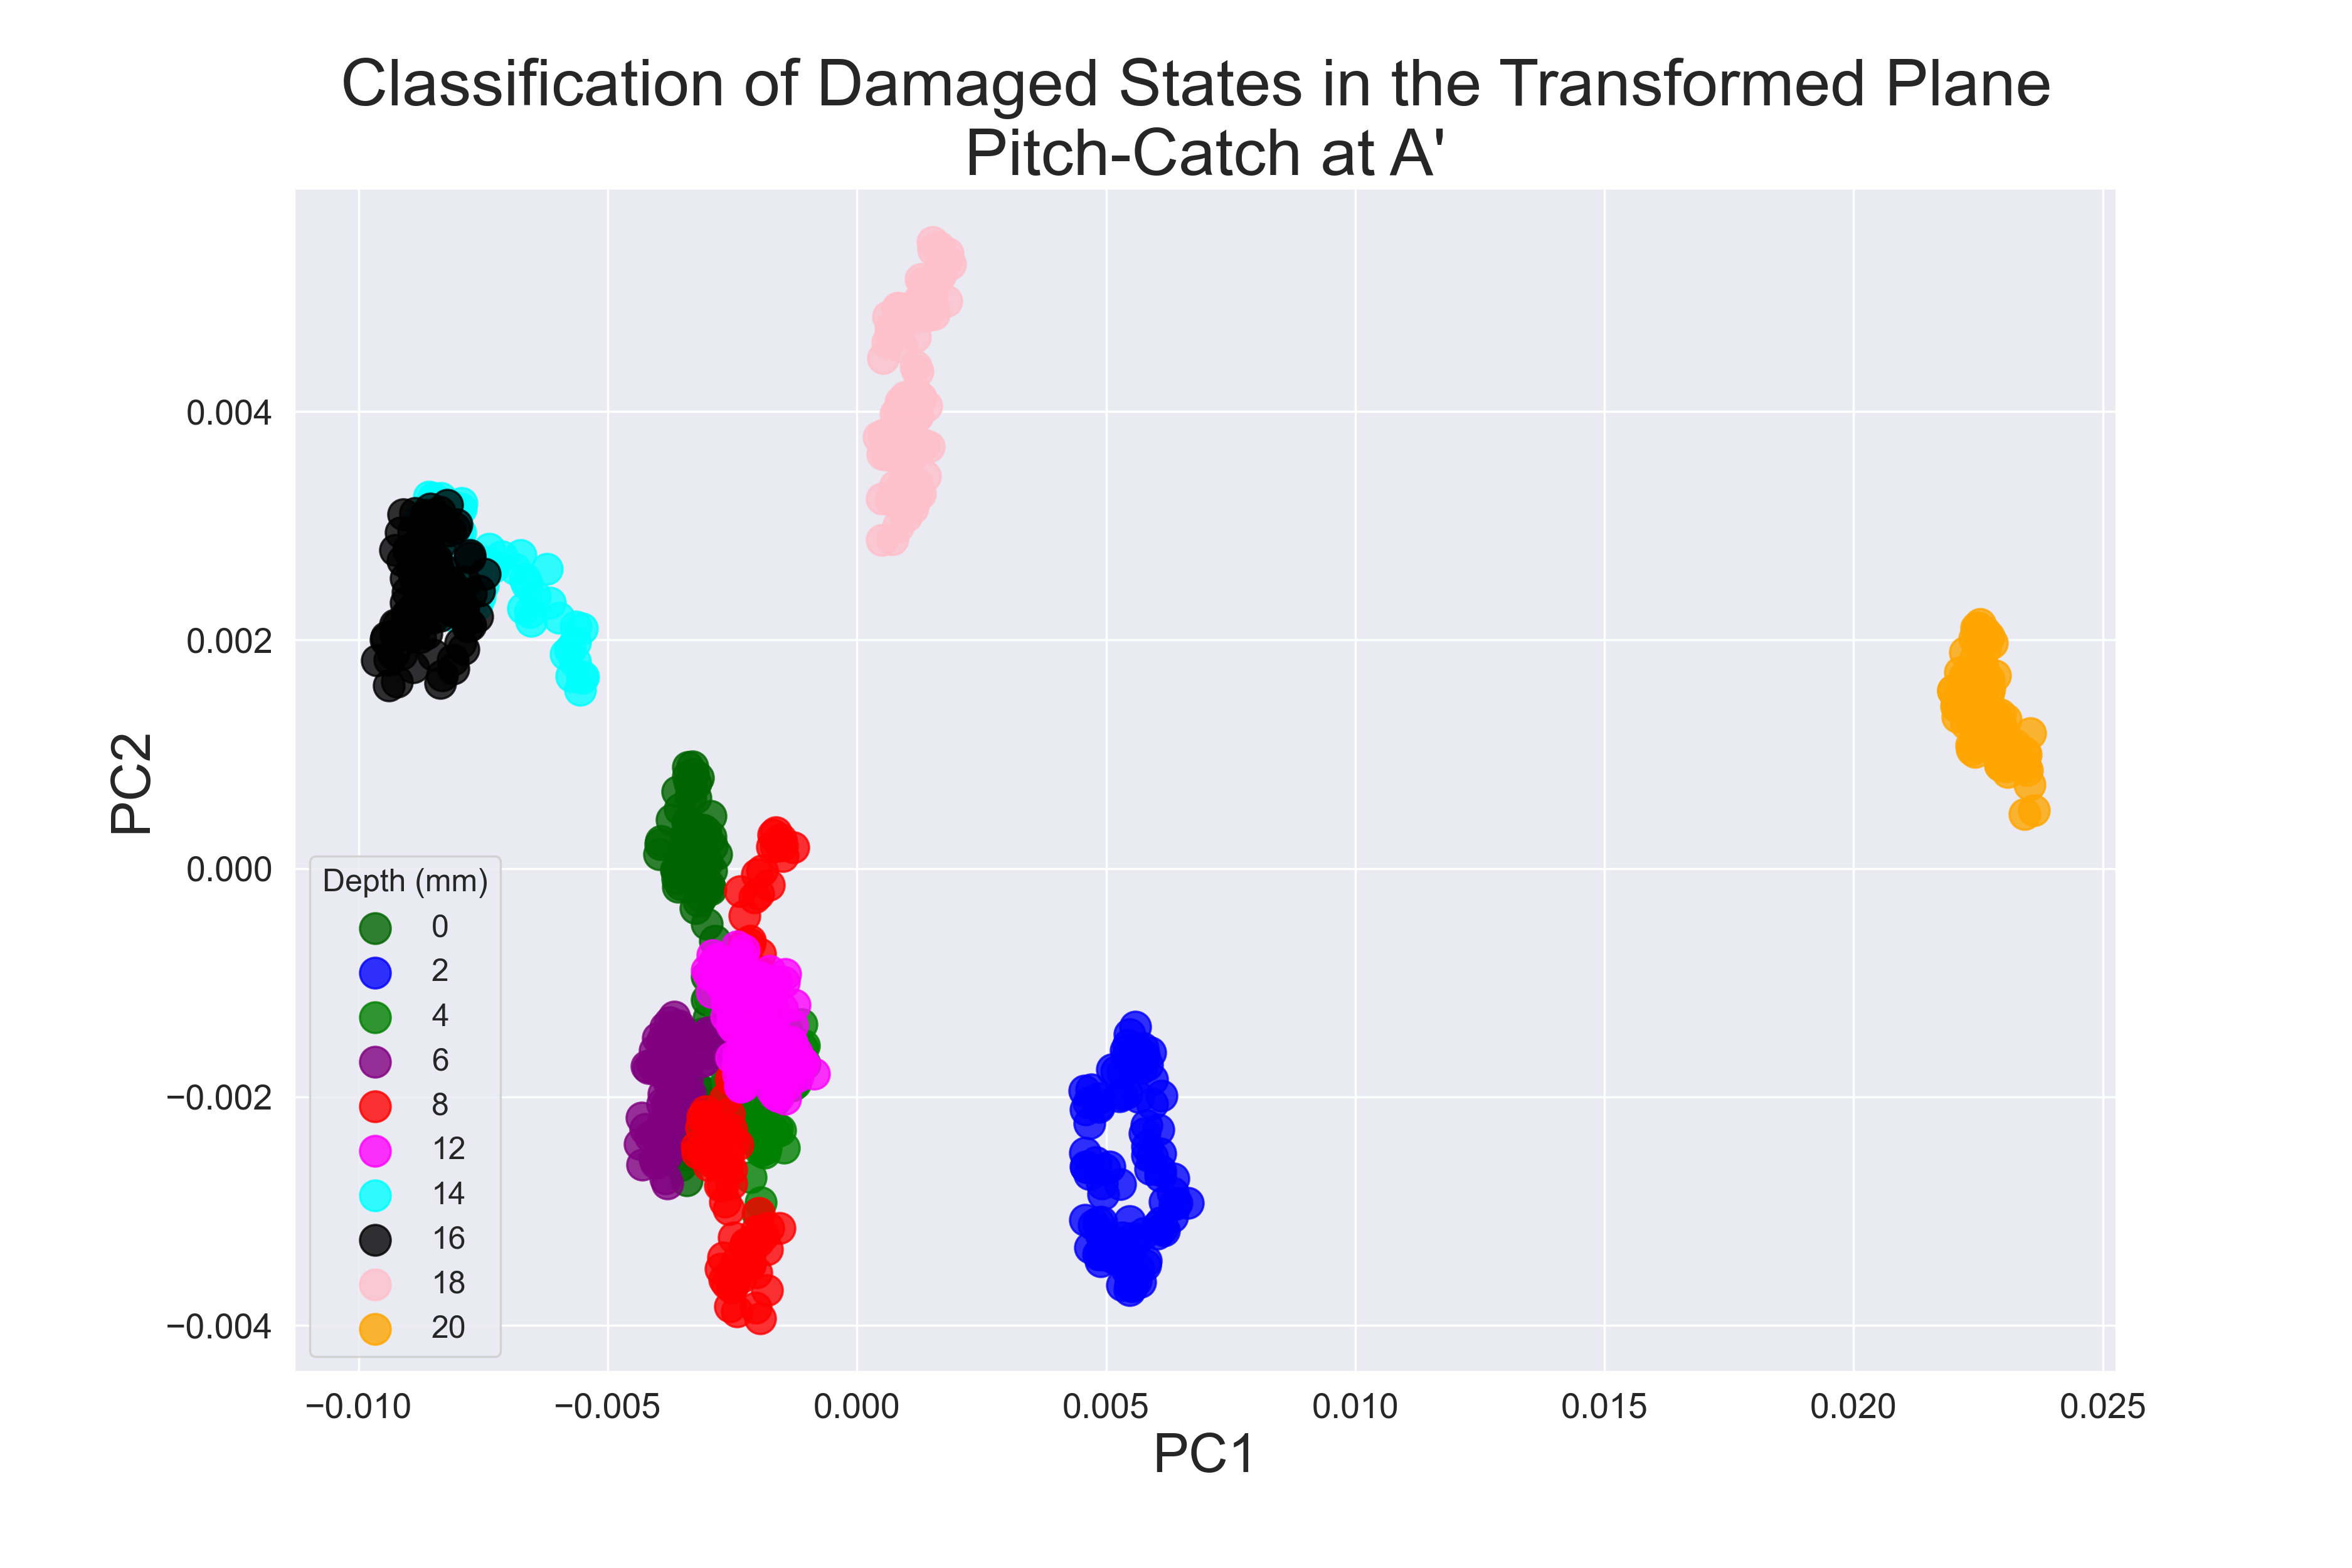 Classification of Damaged States in the Transformed Plane
Pitch-Catch at A'
PC2
0.004
0.002
0.000
−0.002
−0.004
Depth (mm)
0
2
4
6
8
12
14
16
18
20
−0.010 −0.005 0.000 0.005 0.010 0.015 0.020 0.025
PC1